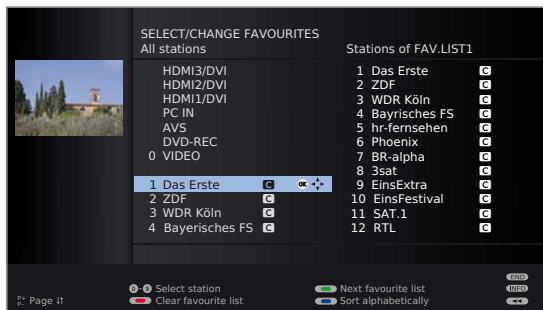 SELECT/CHANGE FAVOURITES
All stations
HDMI3/DVI
HDMI2/DVI
HDMI1/DVI
PC IN
AVS
DVD-REC
0 VIDEO
1 Das Erste C OK
2 ZDF C
3 WDR Köln C
4 Bayerisches FS C
Stations of FAV.LIST1
1 Das Erste C
2 ZDF C
3 WDR Köln C
4 Bayrisches FS C
5 hr-fernsehen C
6 Phoenix C
7 BR-alpha C
8 3sat C
9 EinsExtra C
10 EinsFestival C
11 SAT.1 C
12 RTL C
END
0-9 Select station
Next favourite list
INFO
P+ P- Page
Clear favourite list
Sort alphabetically